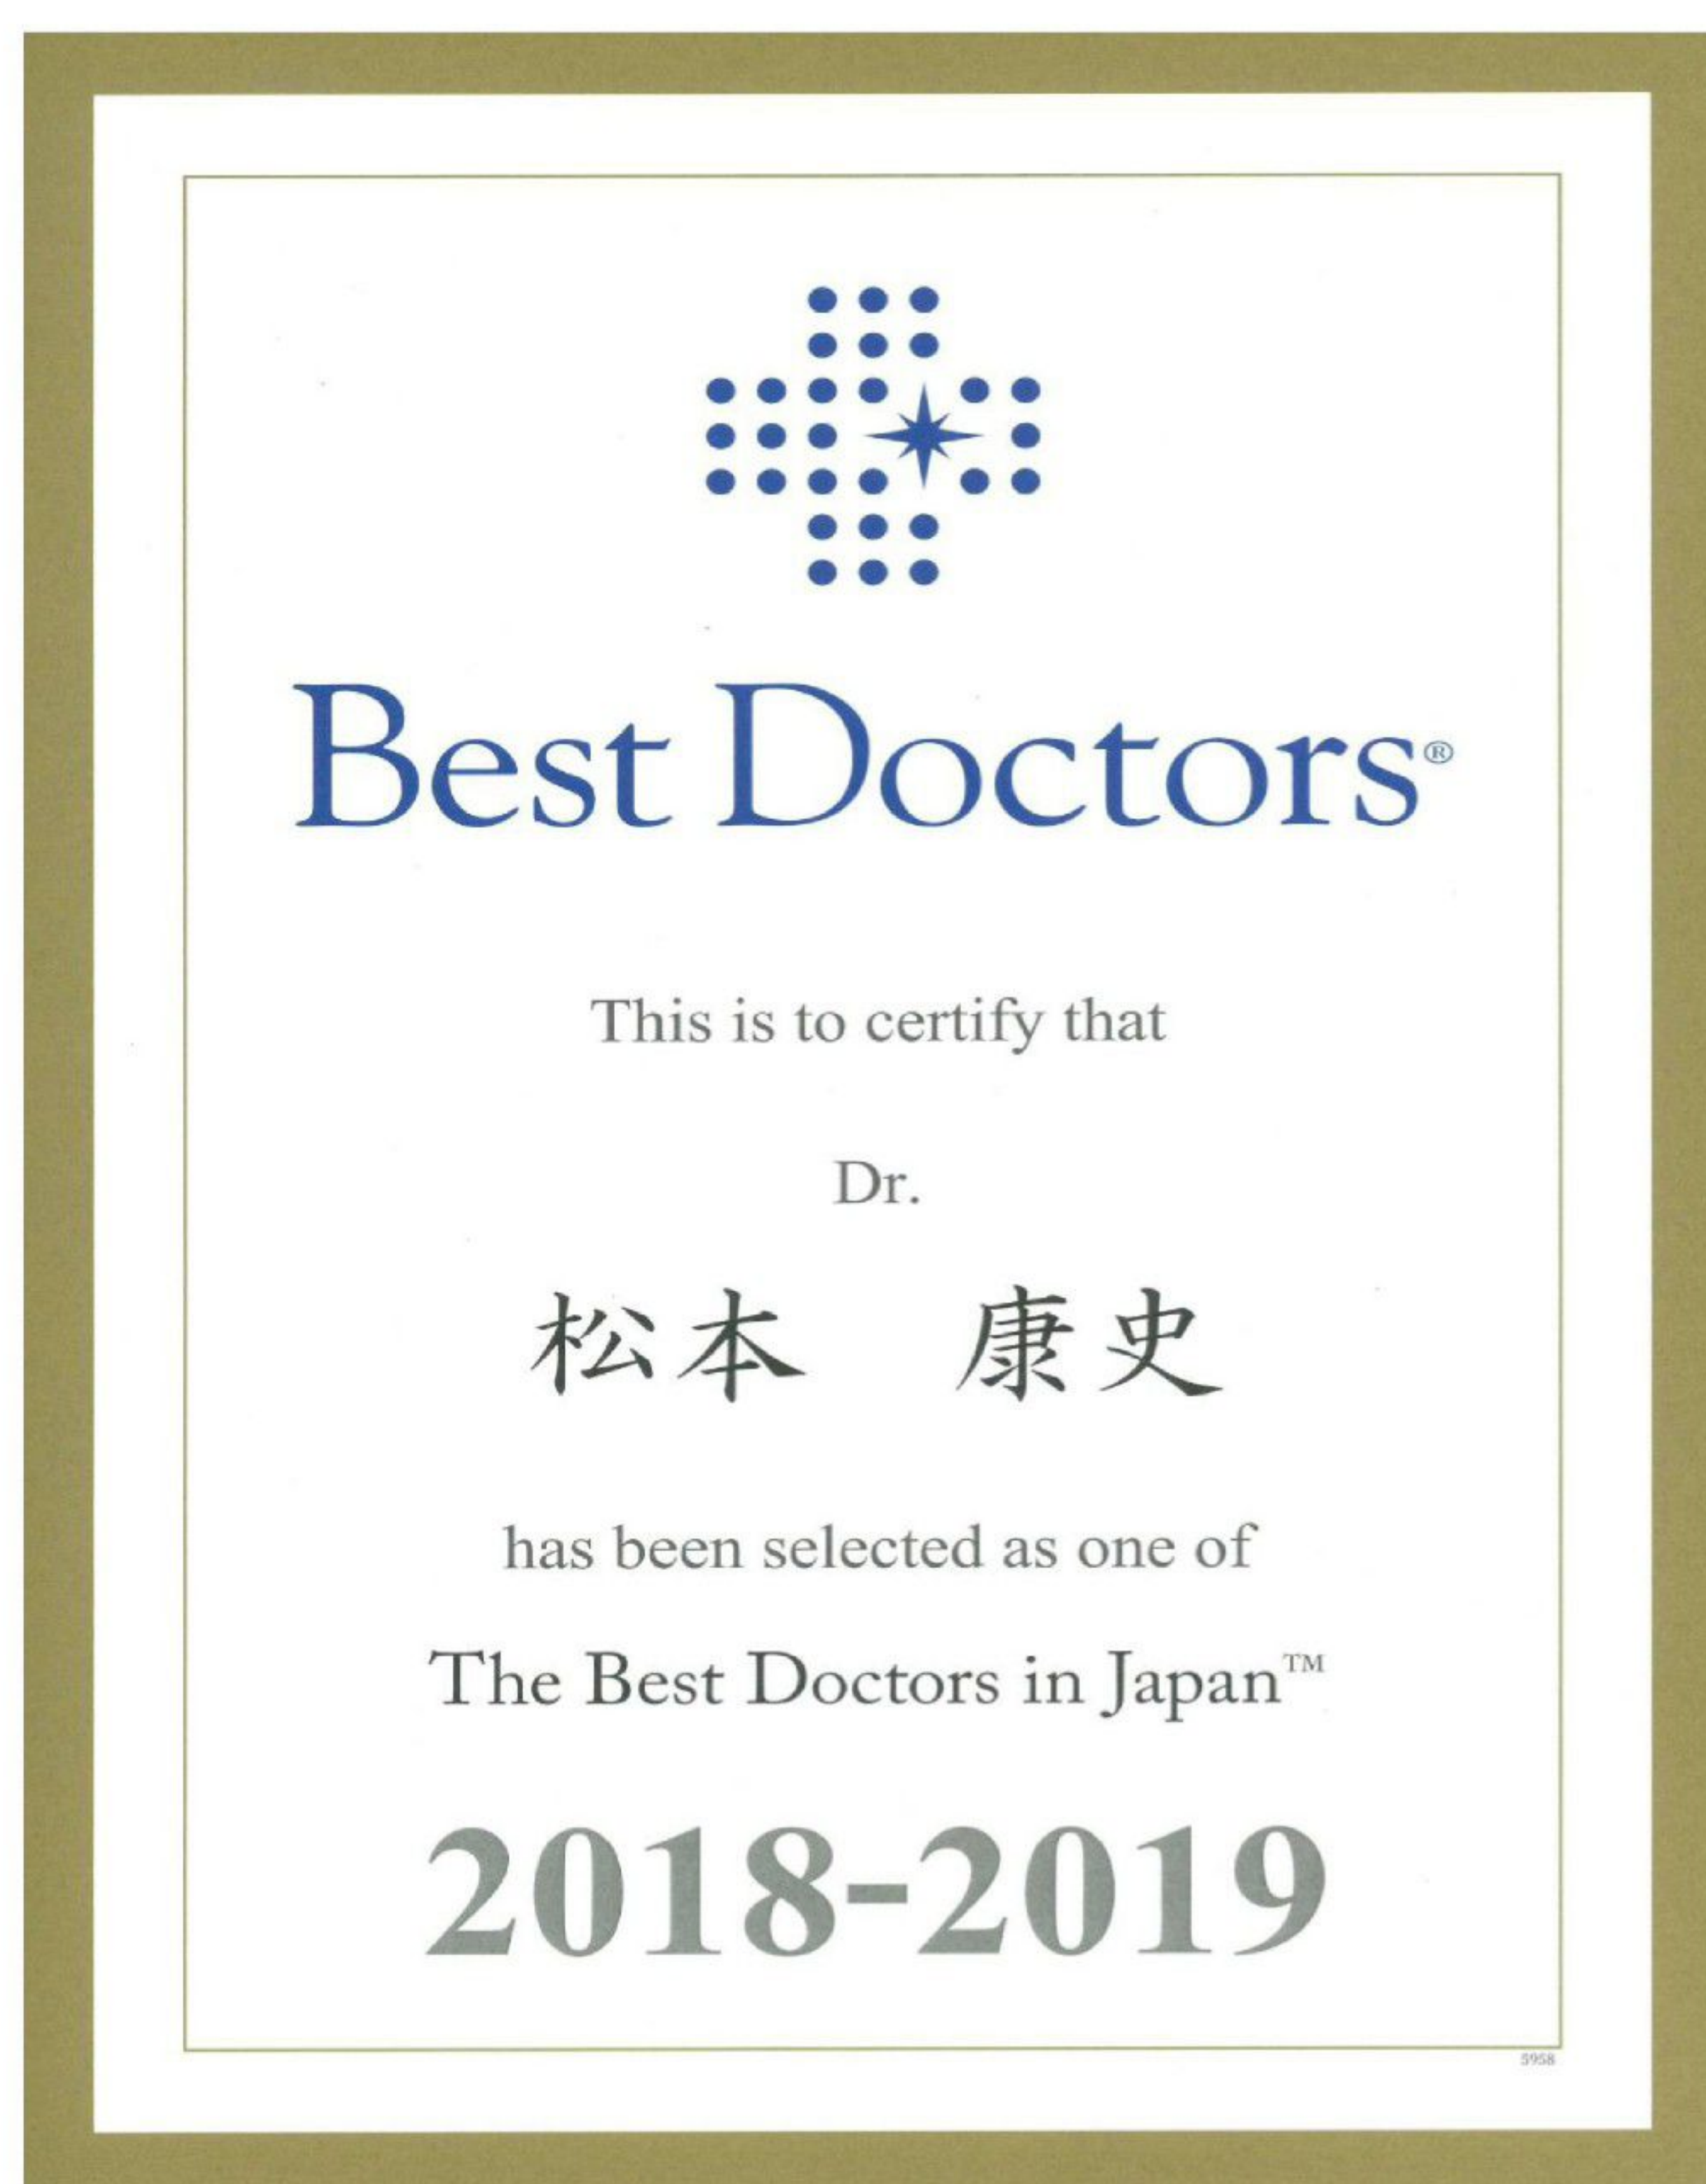 Best Doctors®
This is to certify that
Dr.
松本　康史
has been selected as one of
The Best Doctors in Japan™
2018-2019
5958